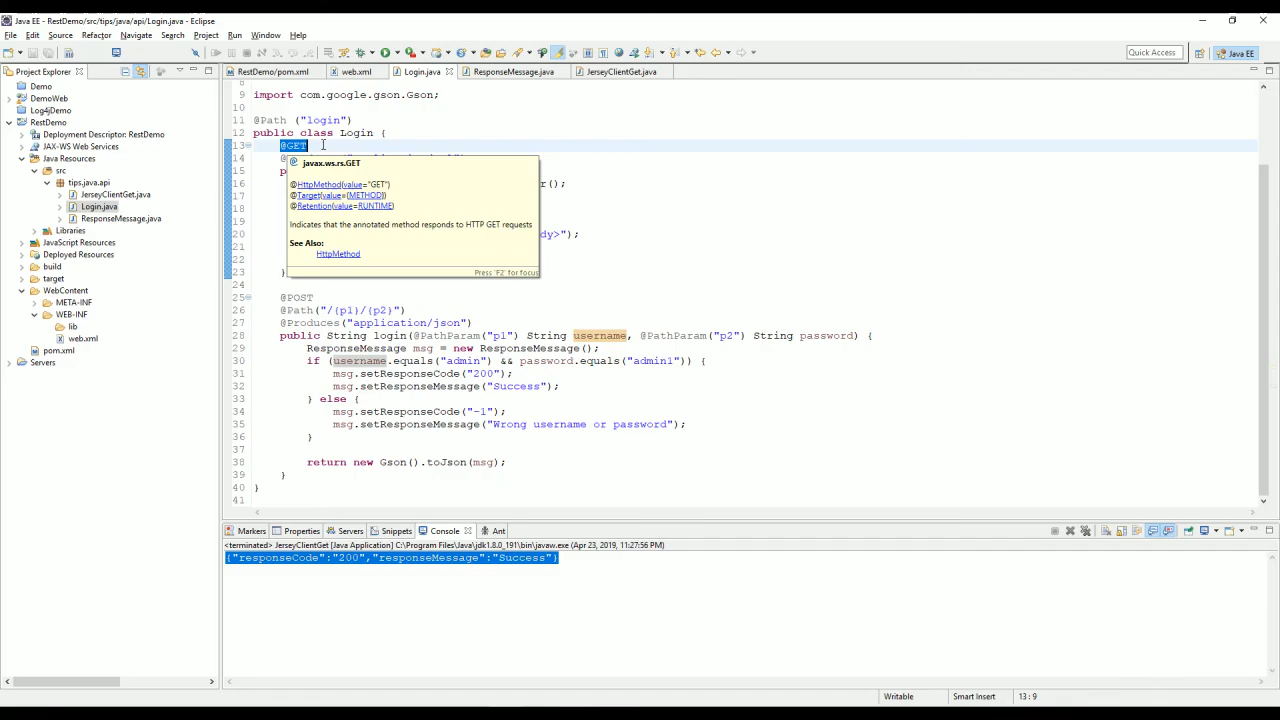 Java EE - RestDemo/src/tips/java/api/Login.java - Eclipse
File Edit Source Refactor Navigate Search Project Run Window Help
Quick Access
Java EE
Project Explorer
RestDemo/pom.xml
web.xml
Login.java
ResponseMessage.java
JerseyClientGet.java
Demo
DemoWeb
Log4jDemo
RestDemo
Deployment Descriptor: RestDemo
JAX-WS Web Services
Java Resources
src
tips.java.api
JerseyClientGet.java
Login.java
ResponseMessage.java
Libraries
JavaScript Resources
Deployed Resources
build
target
WebContent
META-INF
WEB-INF
lib
web.xml
pom.xml
Servers
8
9 import com.google.gson.Gson;
10
11 @Path ("login")
12 public class Login {
13 @GET
14
15
16
17
18
19
20
21
22
23 }
24
javax.ws.rs.GET
@HttpMethod(value="GET")
@Target(value={METHOD})
@Retention(value=RUNTIME)
Indicates that the annotated method responds to HTTP GET requests
See Also:
HttpMethod
Press 'F2' for focus
25 @POST
26 @Path("/{p1}/{p2}")
27 @Produces("application/json")
28 public String login(@PathParam("p1") String username, @PathParam("p2") String password) {
29 ResponseMessage msg = new ResponseMessage();
30 if (username.equals("admin") && password.equals("admin1")) {
31 msg.setResponseCode("200");
32 msg.setResponseMessage("Success");
33 } else {
34 msg.setResponseCode("-1");
35 msg.setResponseMessage("Wrong username or password");
36 }
37
38 return new Gson().toJson(msg);
39 }
40 }
41
Markers Properties Servers Snippets Console Ant
<terminated> JerseyClientGet [Java Application] C:\Program Files\Java\jdk1.8.0_191\bin\javaw.exe (Apr 23, 2019, 11:27:56 PM)
{"responseCode":"200","responseMessage":"Success"}
Writable
Smart Insert
13 : 9